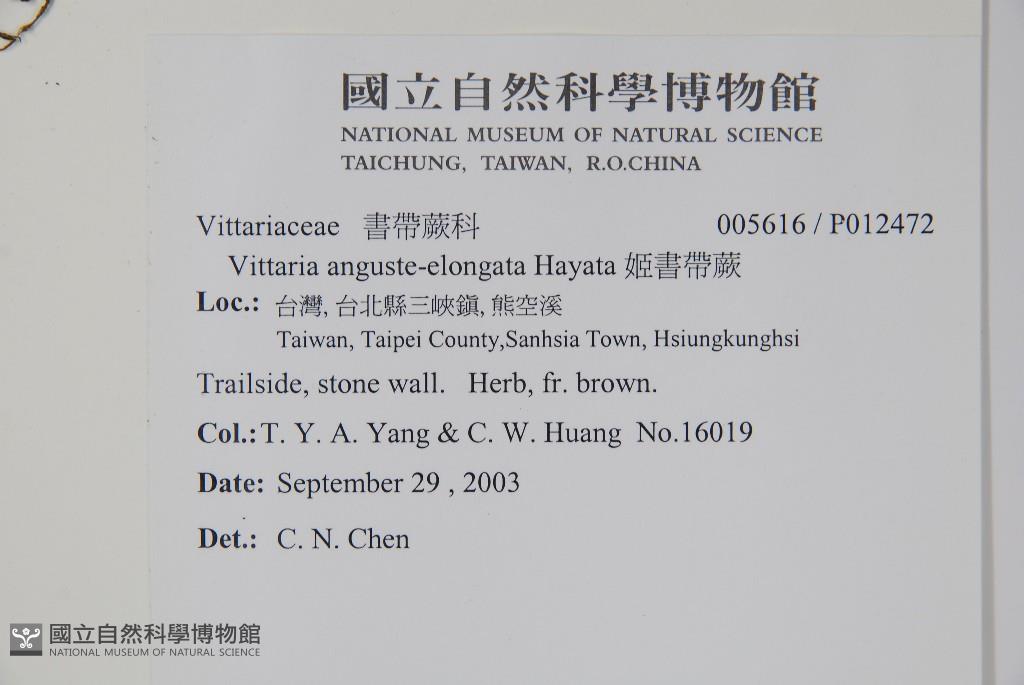 國立自然科學博物館
NATIONAL MUSEUM OF NATURAL SCIENCE
TAICHUNG, TAIWAN, R.O.CHINA
Vittariaceae 書帶蕨科 005616 / P012472
Vittaria anguste-elongata Hayata 姬書帶蕨
Loc.: 台灣, 台北縣三峽鎭, 熊空溪
Taiwan, Taipei County,Sanhsia Town, Hsiungkunghsi
Trailside, stone wall. Herb, fr. brown.
Col.: T. Y. A. Yang & C. W. Huang No.16019
Date: September 29 , 2003
Det.: C. N. Chen
國立自然科學博物館
NATIONAL MUSEUM OF NATURAL SCIENCE